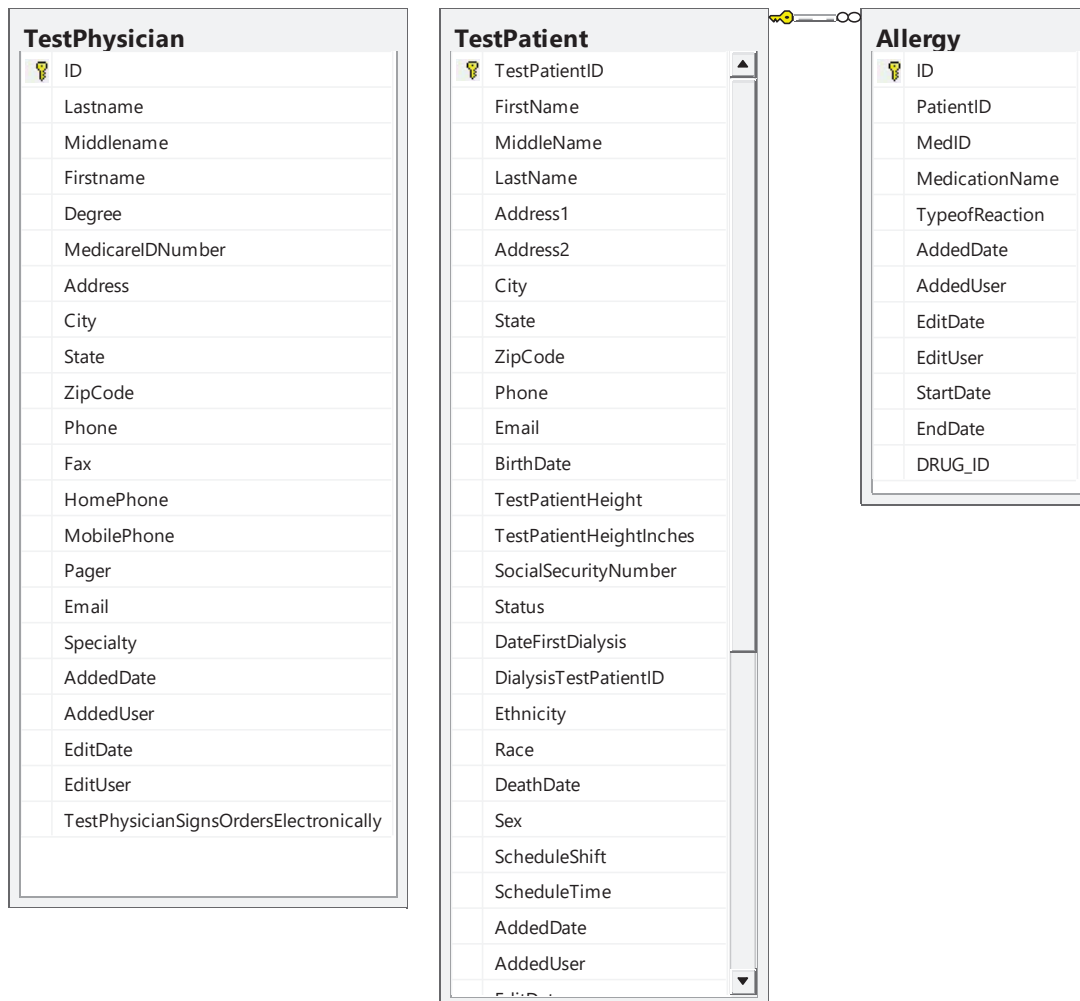 TestPhysician
ID
Lastname
Middlename
Firstname
Degree
MedicareIDNumber
Address
City
State
ZipCode
Phone
Fax
HomePhone
MobilePhone
Pager
Email
Specialty
AddedDate
AddedUser
EditDate
EditUser
TestPhysicianSignsOrdersElectronically
TestPatient
TestPatientID
FirstName
MiddleName
LastName
Address1
Address2
City
State
ZipCode
Phone
Email
BirthDate
TestPatientHeight
TestPatientHeightInches
SocialSecurityNumber
Status
DateFirstDialysis
DialysisTestPatientID
Ethnicity
Race
DeathDate
Sex
ScheduleShift
ScheduleTime
AddedDate
AddedUser
Allergy
ID
PatientID
MedID
MedicationName
TypeofReaction
AddedDate
AddedUser
EditDate
EditUser
StartDate
EndDate
DRUG_ID